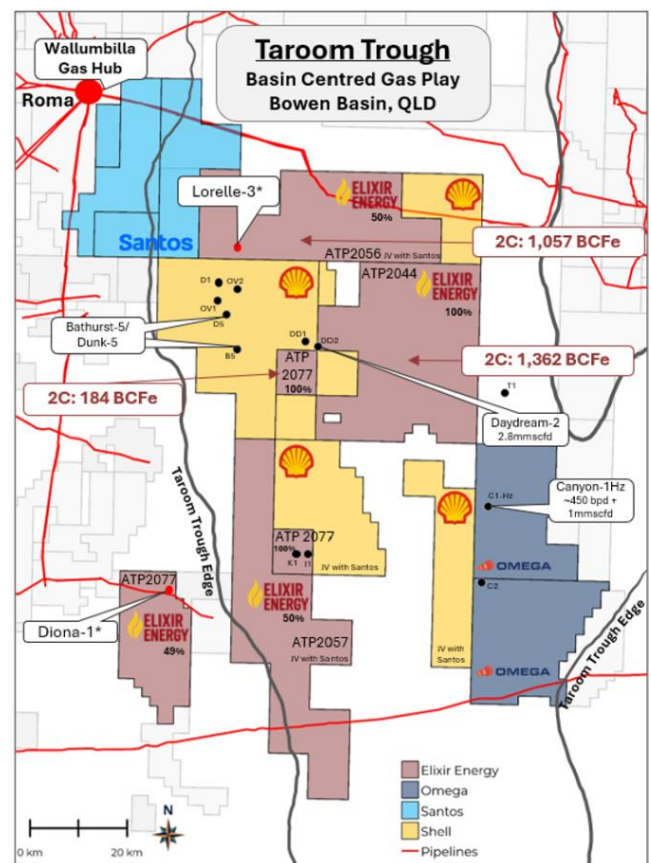 Taroom Trough
Basin Centred Gas Play
Bowen Basin, QLD
Wallumbilla
Gas Hub
Roma
Lorelle-3*
ELIXIR
ENERGY
50%
Santos
2C: 1,057 BCFe
ATP2056 JV with Santos
ATP2044
ELIXIR
ENERGY
100%
D1
OV2
OV1
D5
Bathurst-5/
Dunk-5
B5
DD1
DD2
ATP
2077
100%
2C: 1,362 BCFe
2C: 184 BCFe
T1
Daydream-2
2.8mmscfd
Taroom Trough Edge
Canyon-1Hz
~450 bpd +
1mmscfd
C1-Hz
ATP 2077
100%
K1
I1
JV with Santos
OMEGA
C2
ATP2077
ELIXIR
ENERGY
49%
Diona-1*
ELIXIR
ENERGY
50%
ATP2057
JV with Santos
JV
with
Santos
OMEGA
Taroom Trough Edge
Elixir Energy
Omega
Santos
Shell
Pipelines
N
0 km
20 km